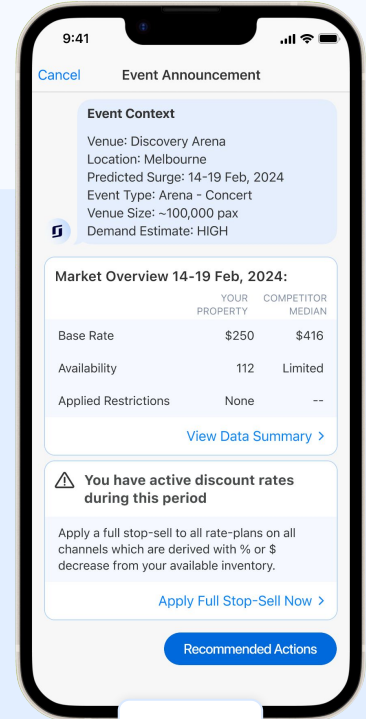 9:41
Cancel
Event Announcement
Event Context
Venue: Discovery Arena
Location: Melbourne
Predicted Surge: 14-19 Feb, 2024
Event Type: Arena - Concert
Venue Size: ~100,000 pax
Demand Estimate: HIGH
Market Overview 14-19 Feb, 2024:
YOUR PROPERTY
COMPETITOR MEDIAN
Base Rate $250 $416
Availability 112 Limited
Applied Restrictions None --
View Data Summary >
You have active discount rates
during this period
Apply a full stop-sell to all rate-plans on all
channels which are derived with % or $
decrease from your available inventory.
Apply Full Stop-Sell Now >
Recommended Actions